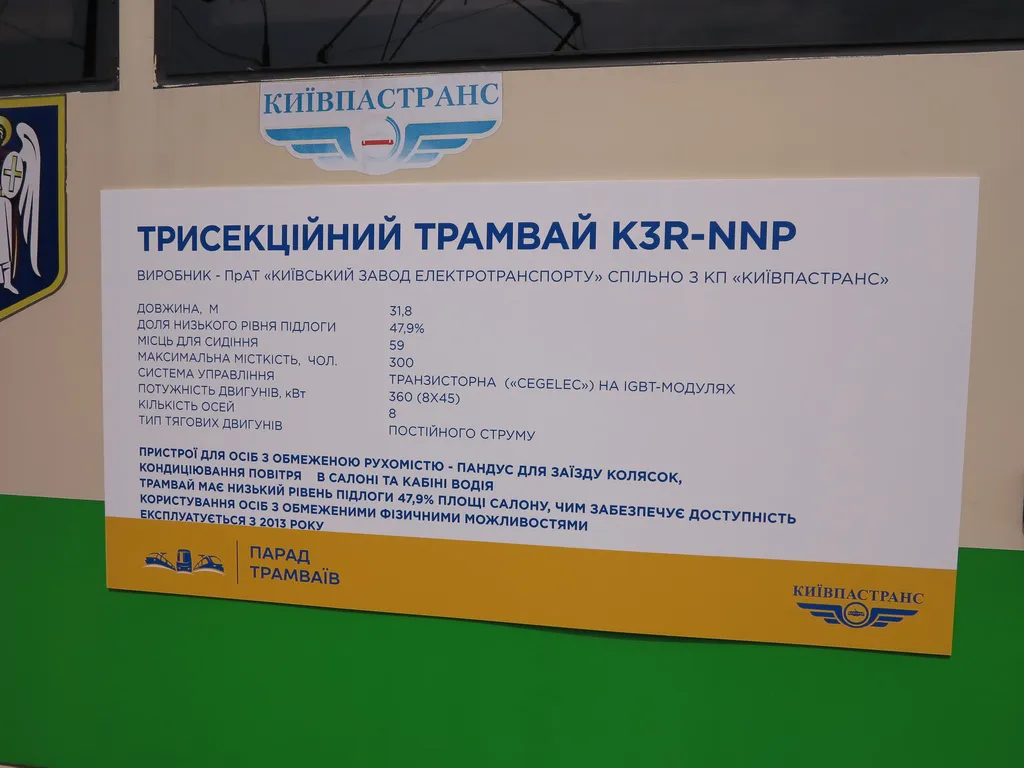 КИЇВПАСТРАНС
ТРИСЕКЦІЙНИЙ ТРАМВАЙ K3R-NNP
ВИРОБНИК - ПрАТ «КИЇВСЬКИЙ ЗАВОД ЕЛЕКТРОТРАНСПОРТУ» СПІЛЬНО З КП «КИЇВПАСТРАНС»
ДОВЖИНА, М 31,8
ДОЛЯ НИЗЬКОГО РІВНЯ ПІДЛОГИ 47,9%
МІСЦЬ ДЛЯ СИДІННЯ 59
МАКСИМАЛЬНА МІСТКІСТЬ, ЧОЛ. 300
СИСТЕМА УПРАВЛІННЯ ТРАНЗИСТОРНА («CEGELEC») НА IGBT-МОДУЛЯХ
ПОТУЖНІСТЬ ДВИГУНІВ, кВт 360 (8X45)
КІЛЬКІСТЬ ОСЕЙ 8
ТИП ТЯГОВИХ ДВИГУНІВ ПОСТІЙНОГО СТРУМУ
ПРИСТРОЇ ДЛЯ ОСІБ З ОБМЕЖЕНОЮ РУХОМІСТЮ - ПАНДУС ДЛЯ ЗАЇЗДУ КОЛЯСОК,
КОНДИЦІЮВАННЯ ПОВІТРЯ В САЛОНІ ТА КАБІНІ ВОДІЯ
ТРАМВАЙ МАЄ НИЗЬКИЙ РІВЕНЬ ПІДЛОГИ 47,9% ПЛОЩІ САЛОНУ, ЧИМ ЗАБЕЗПЕЧУЄ ДОСТУПНІСТЬ
КОРИСТУВАННЯ ОСІБ З ОБМЕЖЕНИМИ ФІЗИЧНИМИ МОЖЛИВОСТЯМИ
ЕКСПЛУАТУЄТЬСЯ З 2013 РОКУ
ПАРАД
ТРАМВАЇВ
КИЇВПАСТРАНС